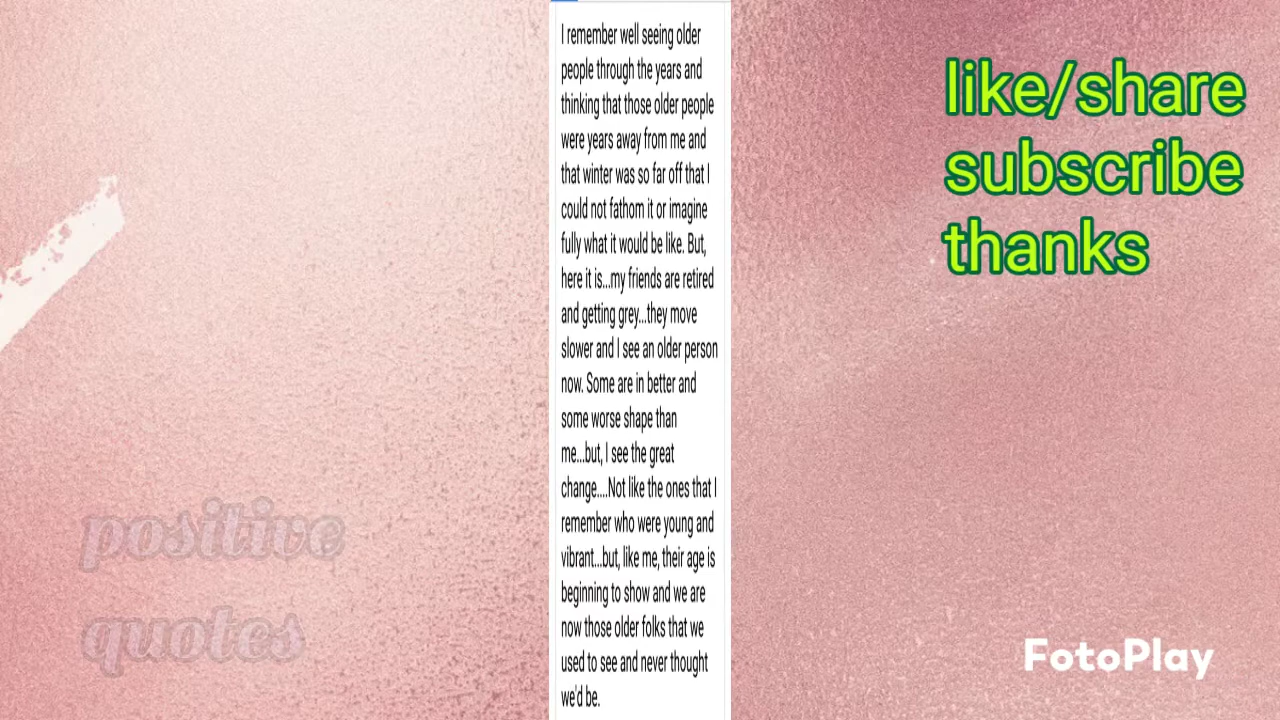 I remember well seeing older
people through the years and
thinking that those older people
were years away from me and
that winter was so far off that I
could not fathom it or imagine
fully what it would be like. But,
here it is...my friends are retired
and getting grey...they move
slower and I see an older person
now. Some are in better and
some worse shape than
me...but, I see the great
change....Not like the ones that I
remember who were young and
vibrant...but, like me, their age is
beginning to show and we are
now those older folks that we
used to see and never thought
we'd be.
like/share
subscribe
thanks
positive
quotes
FotoPlay